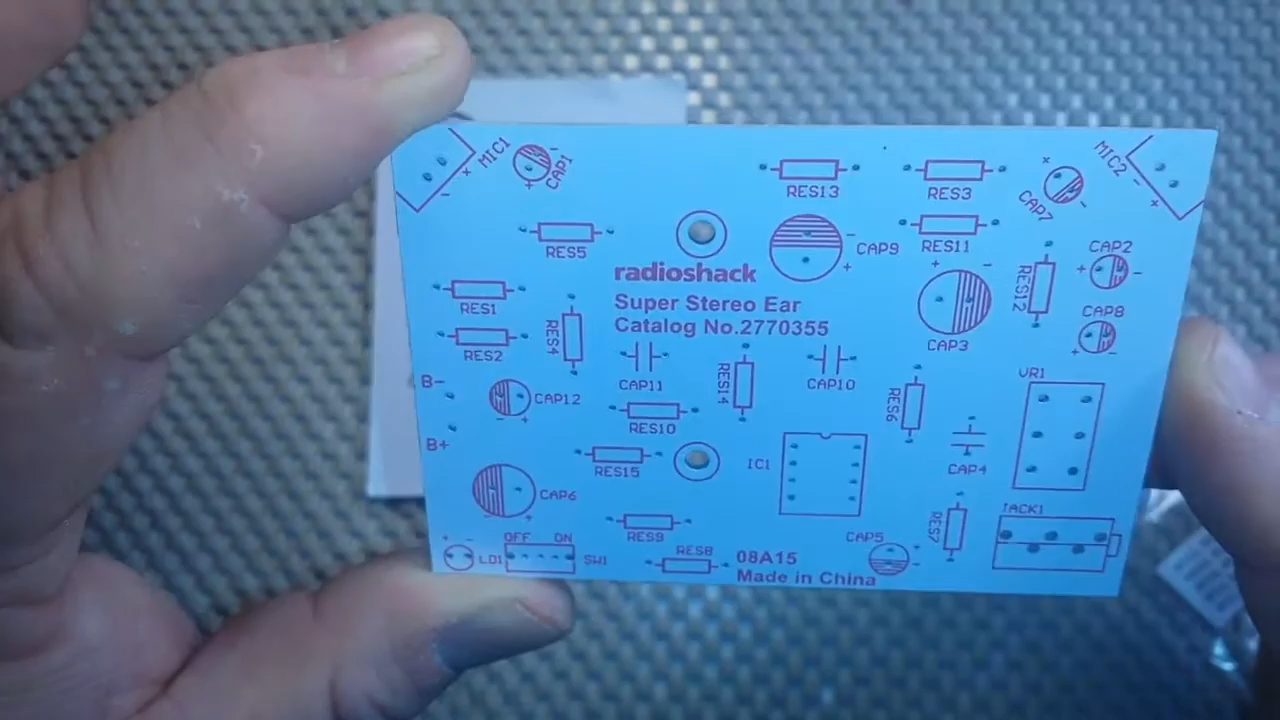 MIC1
CAP1
RES13
RES3
CAP7
MIC2
RES5
CAP9
RES11
CAP2
radioshack
Super Stereo Ear
Catalog No.2770355
RES1
RES12
CAP8
RES2
RES4
CAP3
CAP11
RES14
CAP10
VR1
B-
CAP12
RES10
RES6
B+
RES15
IC1
CAP4
CAP6
JACK1
RES9
RES7
OFF ON
CAP5
LD1
SW1
RES8
08A15
Made in China